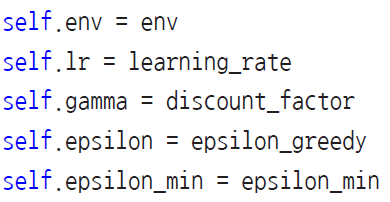 self.env = env
self.lr = learning_rate
self.gamma = discount_factor
self.epsilon = epsilon_greedy
self.epsilon_min = epsilon_min